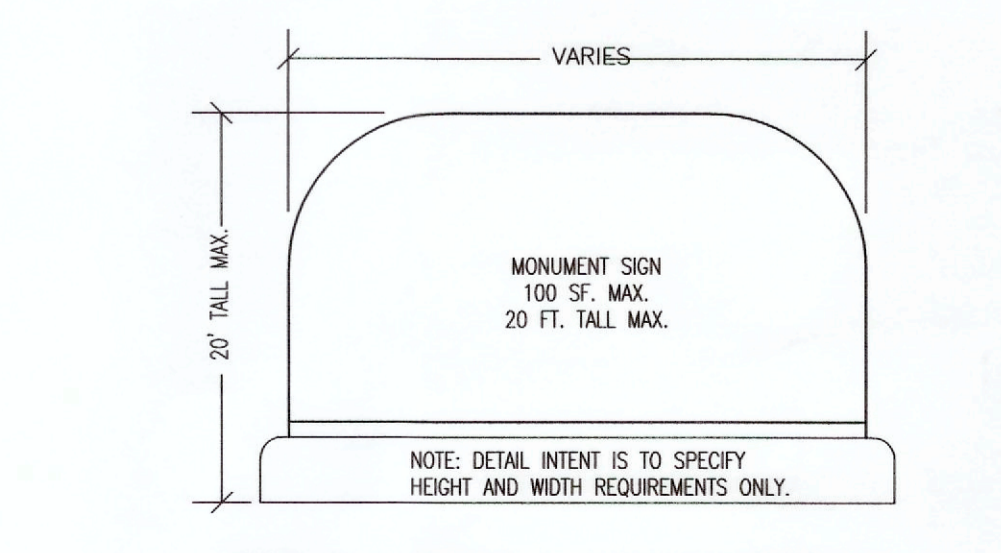 VARIES
20' TALL MAX.
MONUMENT SIGN
100 SF. MAX.
20 FT. TALL MAX.
NOTE: DETAIL INTENT IS TO SPECIFY
HEIGHT AND WIDTH REQUIREMENTS ONLY.